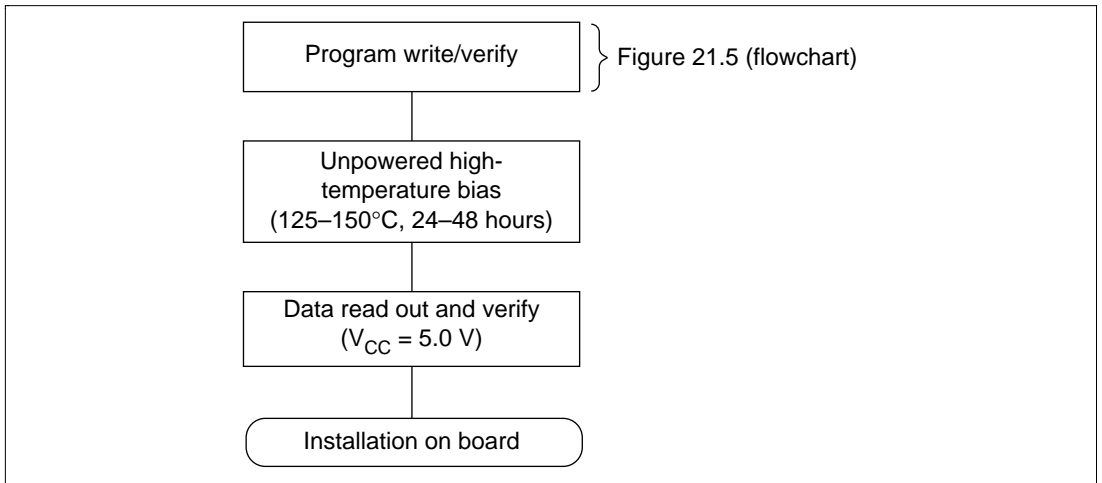 Program write/verify
Figure 21.5 (flowchart)
Unpowered high-
temperature bias
(125–150°C, 24–48 hours)
Data read out and verify
(VCC = 5.0 V)
Installation on board